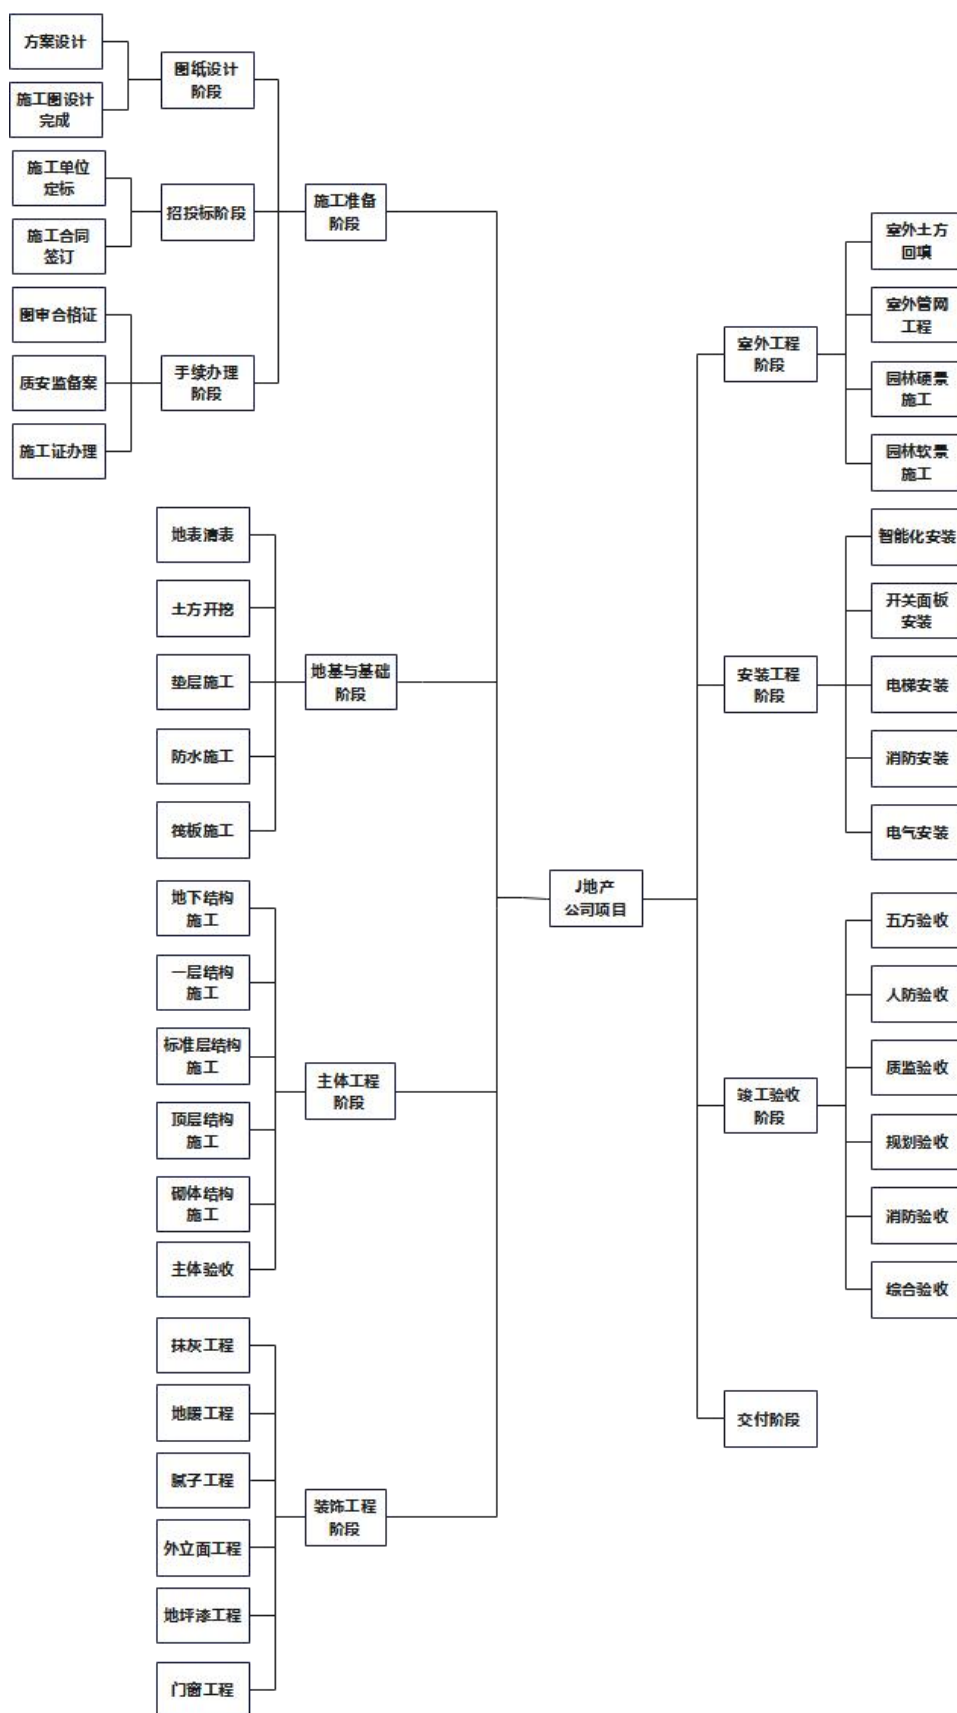 方案设计
施工图设计
完成
图纸设计
阶段
施工单位
定标
施工合同
签订
招投标阶段
图审合格证
质安监备案
施工证办理
手续办理
阶段
施工准备
阶段
地表清表
土方开挖
垫层施工
防水施工
筏板施工
地基与基础
阶段
地下结构
施工
一层结构
施工
标准层结构
施工
顶层结构
施工
砌体结构
施工
主体验收
主体工程
阶段
抹灰工程
地暖工程
腻子工程
外立面工程
地坪漆工程
门窗工程
装饰工程
阶段
J地产
公司项目
室外工程
阶段
室外土方
回填
室外管网
工程
园林硬景
施工
园林软景
施工
安装工程
阶段
智能化安装
开关面板
安装
电梯安装
消防安装
电气安装
竣工验收
阶段
五方验收
人防验收
质监验收
规划验收
消防验收
综合验收
交付阶段